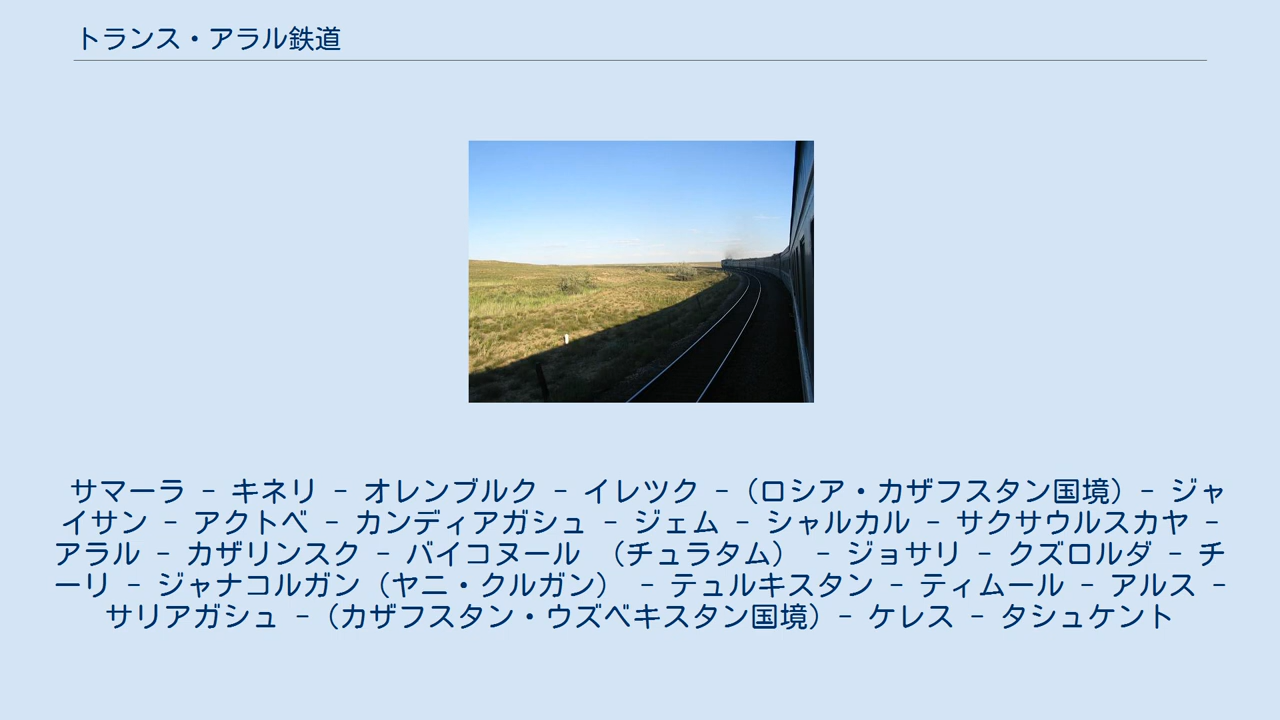 トランス・アラル鉄道
サマーラ - キネリ - オレンブルク - イレツク -（ロシア・カザフスタン国境）- ジャ
イサン - アクトベ - カンディアガシュ - ジェム - シャルカル - サクサウルスカヤ -
アラル - カザリンスク - バイコヌール （チュラタム） - ジョサリ - クズロルダ - チ
ーリ - ジャナコルガン（ヤニ・クルガン） - テュルキスタン - ティムール - アルス -
サリアガシュ -（カザフスタン・ウズベキスタン国境）- ケレス - タシュケント